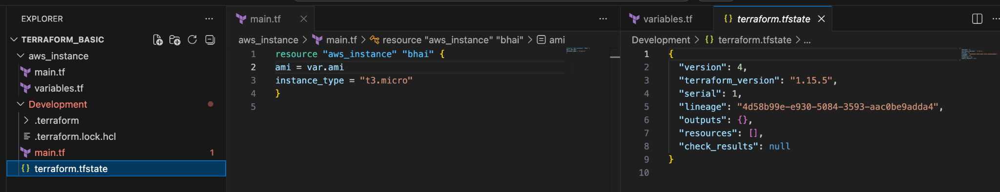 EXPLORER
TERRAFORM_BASIC
aws_instance
main.tf
variables.tf
Development
.terraform
.terraform.lock.hcl
main.tf 1
terraform.tfstate
main.tf
aws_instance > main.tf > resource "aws_instance" "bhai" > ami
1 resource "aws_instance" "bhai" {
2 ami = var.ami
3 instance_type = "t3.micro"
4 }
5
variables.tf {} terraform.tfstate
Development > {} terraform.tfstate > ...
1 {
2 "version": 4,
3 "terraform_version": "1.15.5",
4 "serial": 1,
5 "lineage": "4d58b99e-e930-5084-3593-aac0be9adda4",
6 "outputs": {},
7 "resources": [],
8 "check_results": null
9 }
10